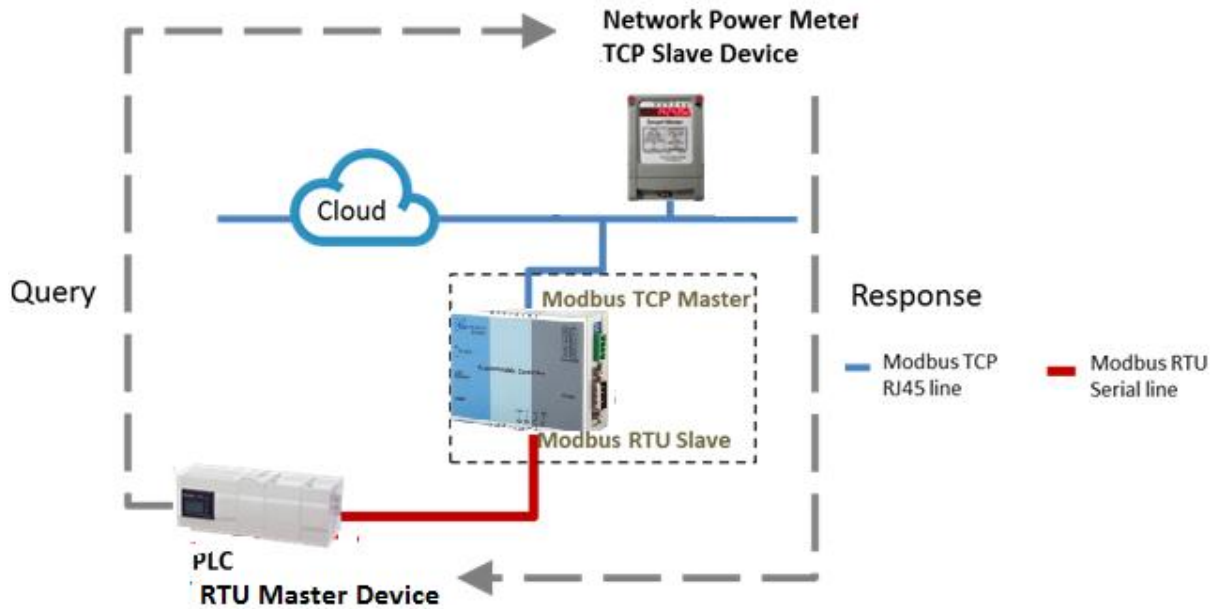 Network Power Meter
TCP Slave Device
Cloud
Query
Modbus TCP Master
Response
Modbus TCP
RJ45 line
Modbus RTU
Serial line
Modbus RTU Slave
PLC
RTU Master Device